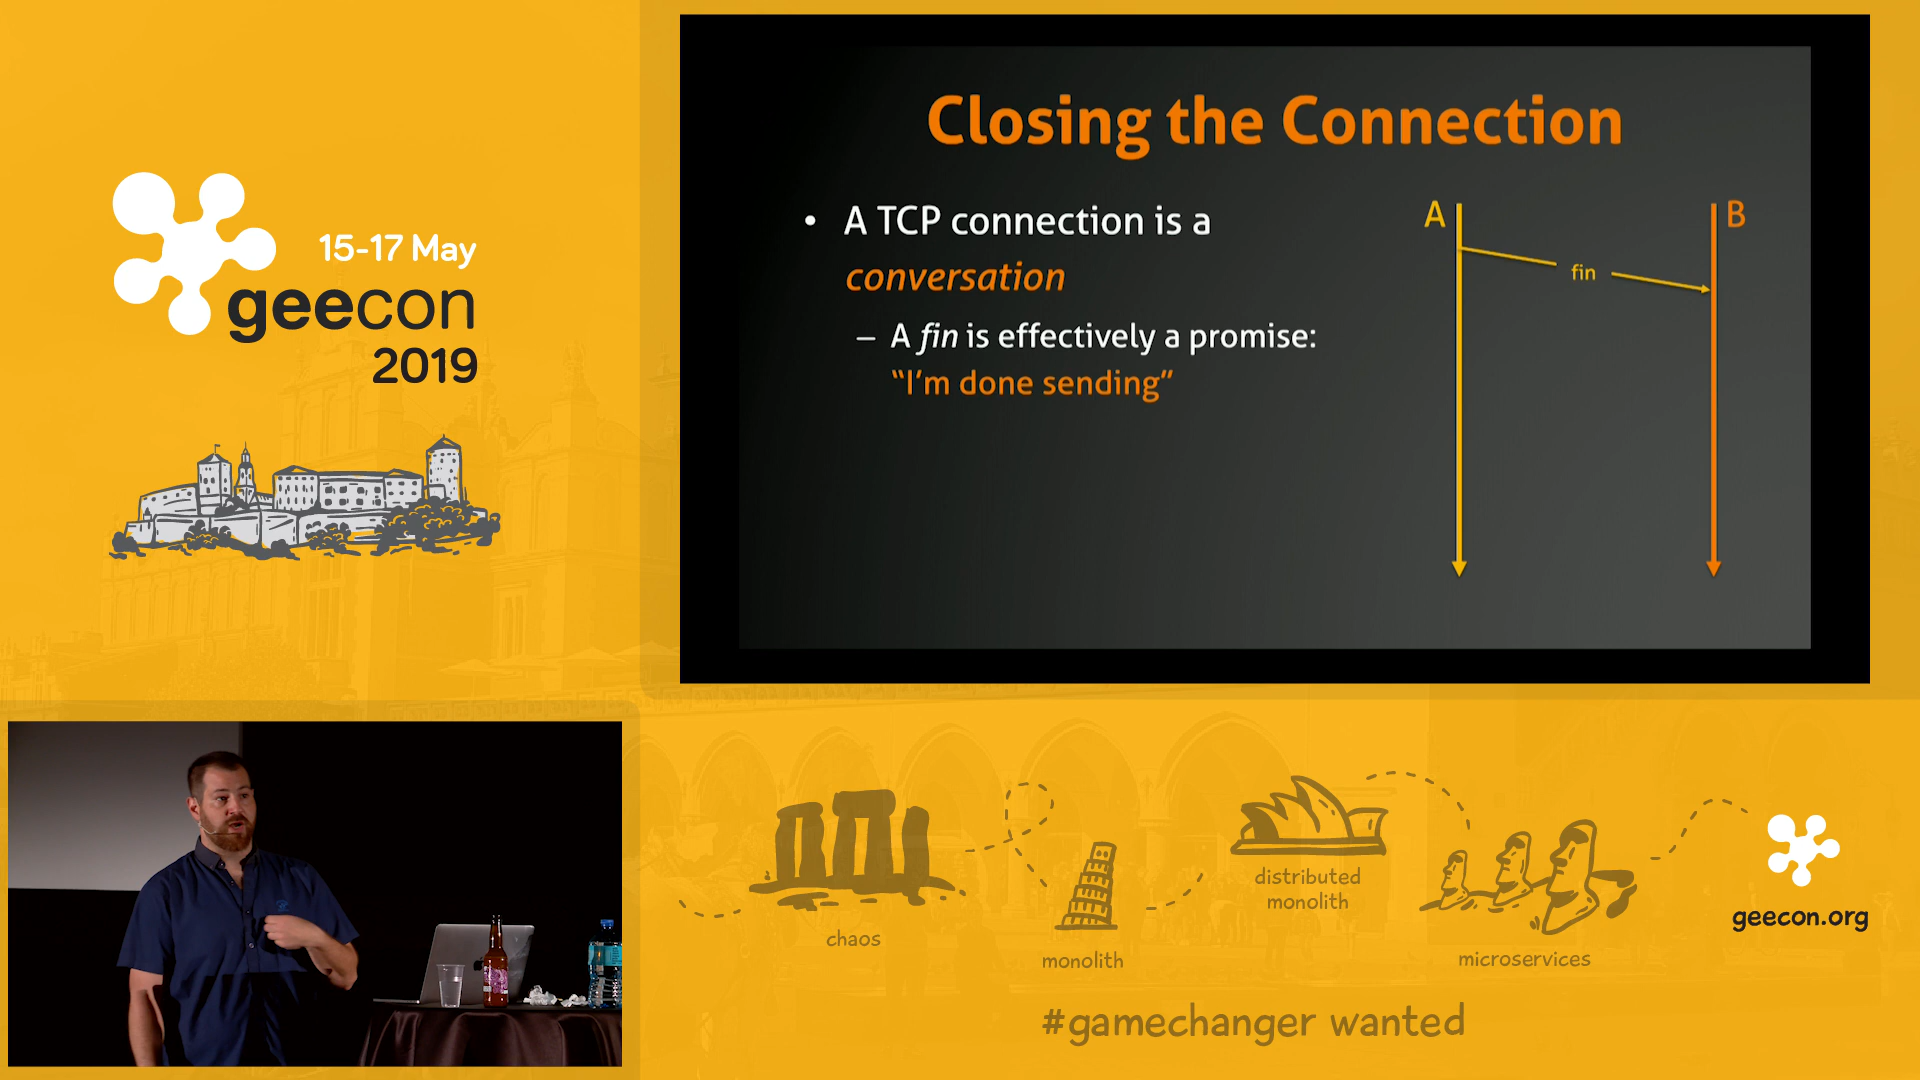 15-17 May
geecon
2019
Closing the Connection
• A TCP connection is a
conversation
– A fin is effectively a promise:
“I’m done sending”
A
B
fin
chaos
monolith
distributed
monolith
microservices
geecon.org
#gamechanger wanted